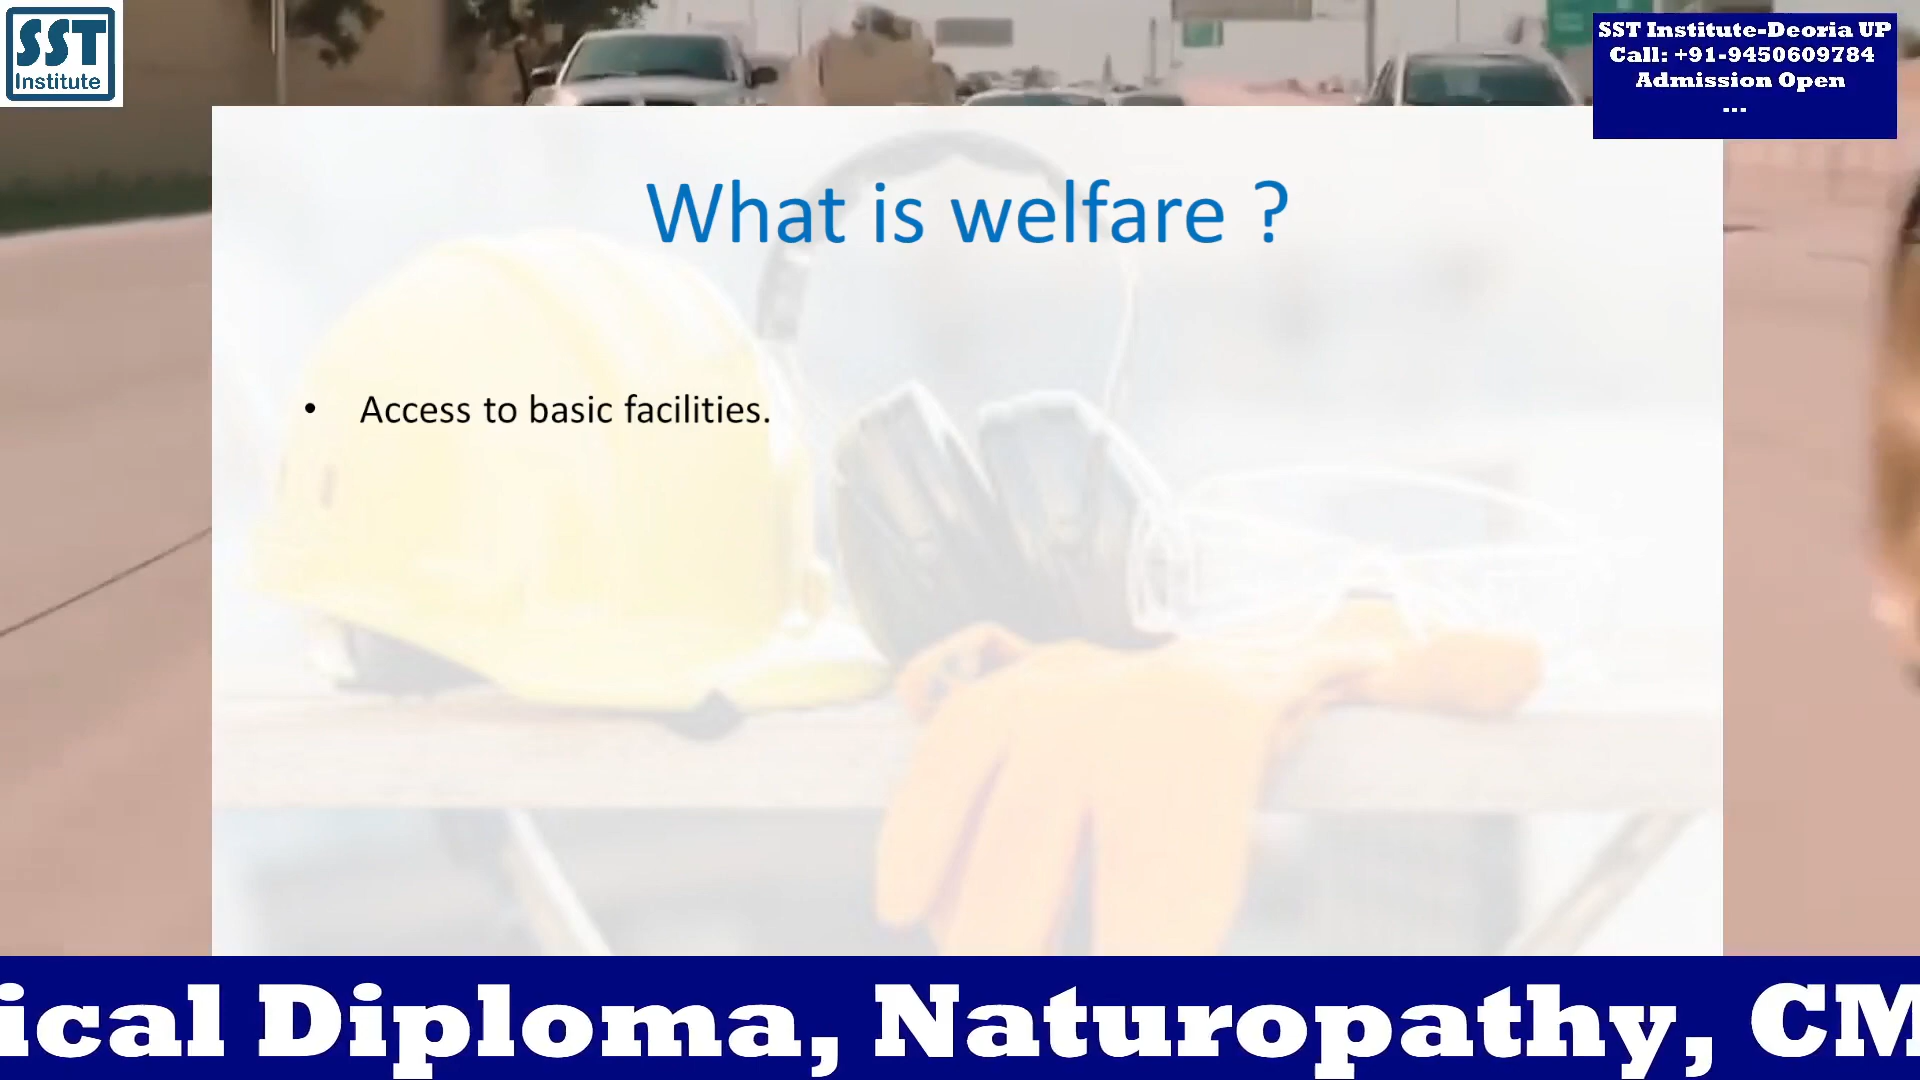 SST
Institute
SST Institute-Deoria UP
Call: +91-9450609784
Admission Open
...
What is welfare ?
• Access to basic facilities.
ical Diploma, Naturopathy, CM